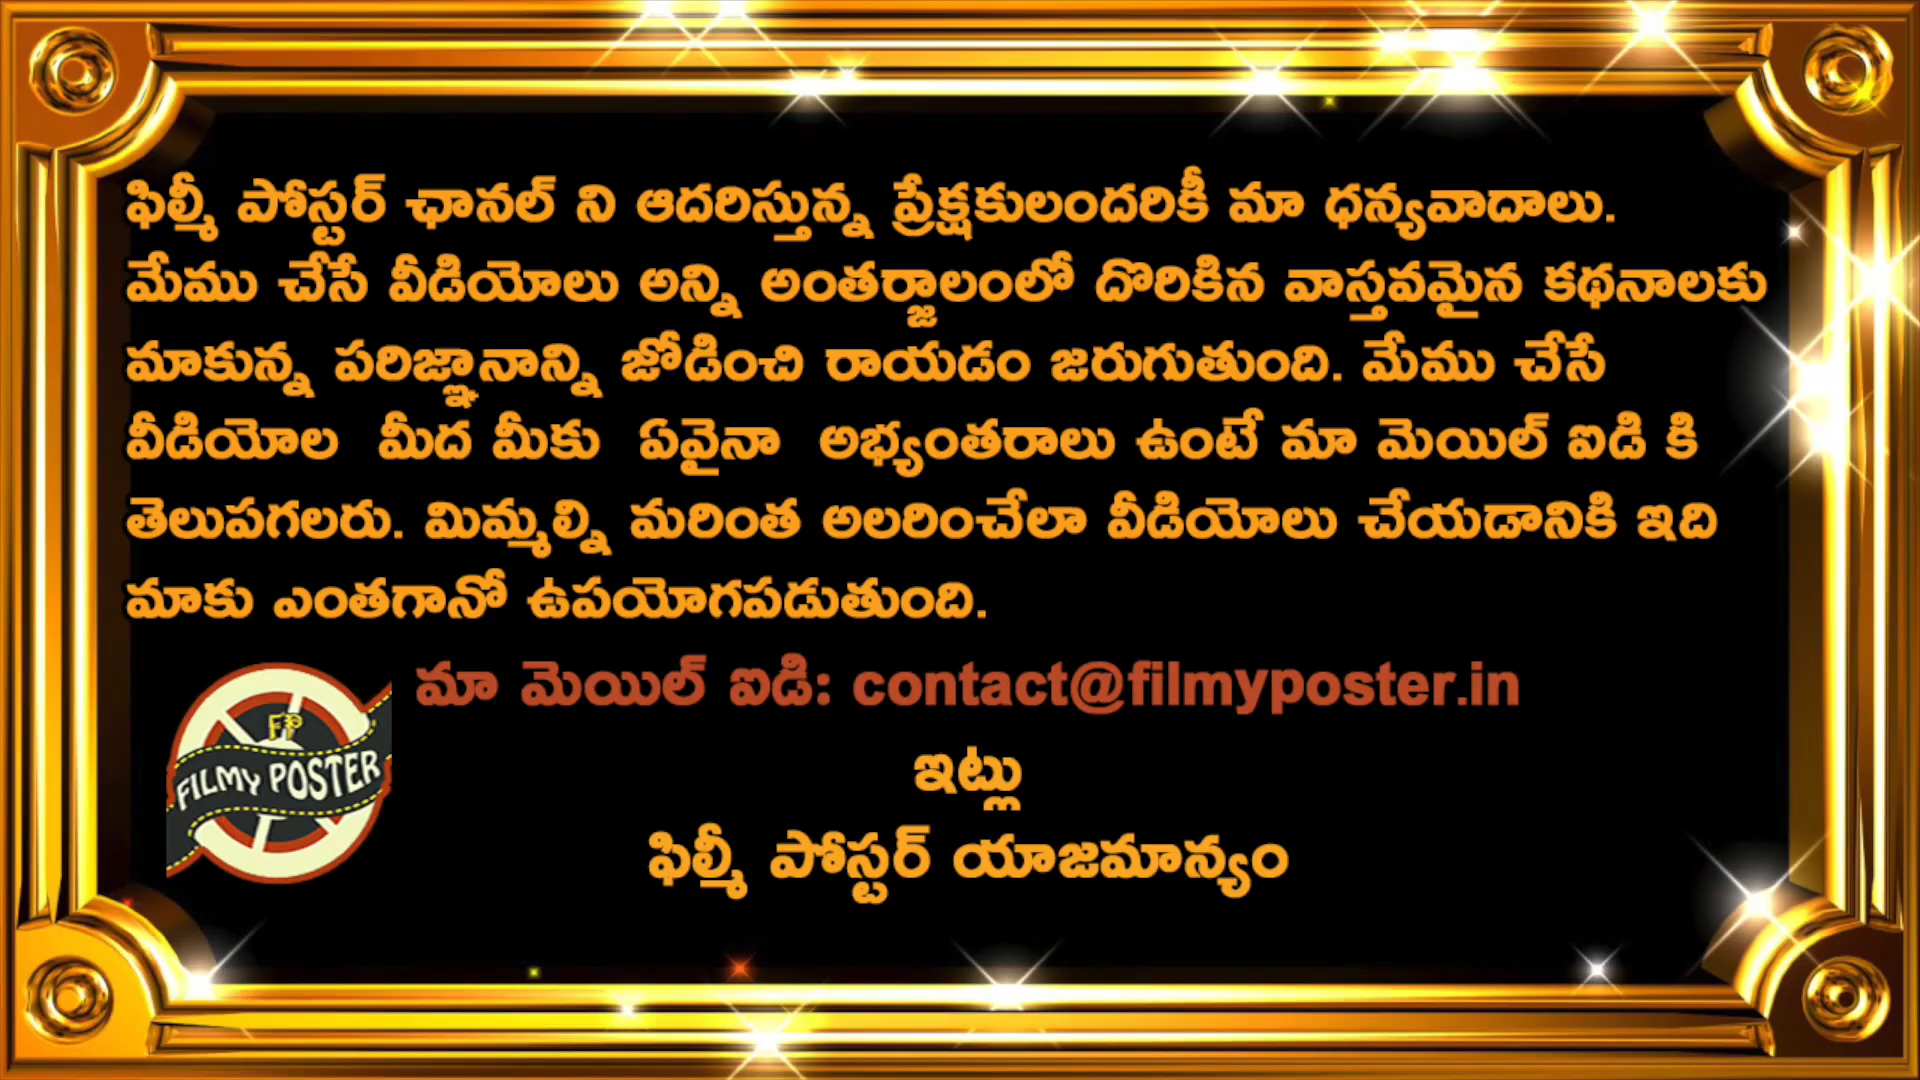 ఫిల్మీ పోస్టర్ ఛానల్ ని ఆదరిస్తున్న ప్రేక్షకులందరికీ మా ధన్యవాదాలు.
మేము చేసే వీడియోలు అన్ని అంతర్జాలంలో దొరికిన వాస్తవమైన కథనాలకు
మాకున్న పరిజ్ఞానాన్ని జోడించి రాయడం జరుగుతుంది. మేము చేసే
వీడియోల మీద మీకు ఏవైనా అభ్యంతరాలు ఉంటే మా మెయిల్ ఐడి కి
తెలుపగలరు. మిమ్మల్ని మరింత అలరించేలా వీడియోలు చేయడానికి ఇది
మాకు ఎంతగానో ఉపయోగపడుతుంది.
మా మెయిల్ ఐడి: contact@filmyposter.in
FP
FILMY POSTER
ఇట్లు
ఫిల్మీ పోస్టర్ యాజమాన్యం